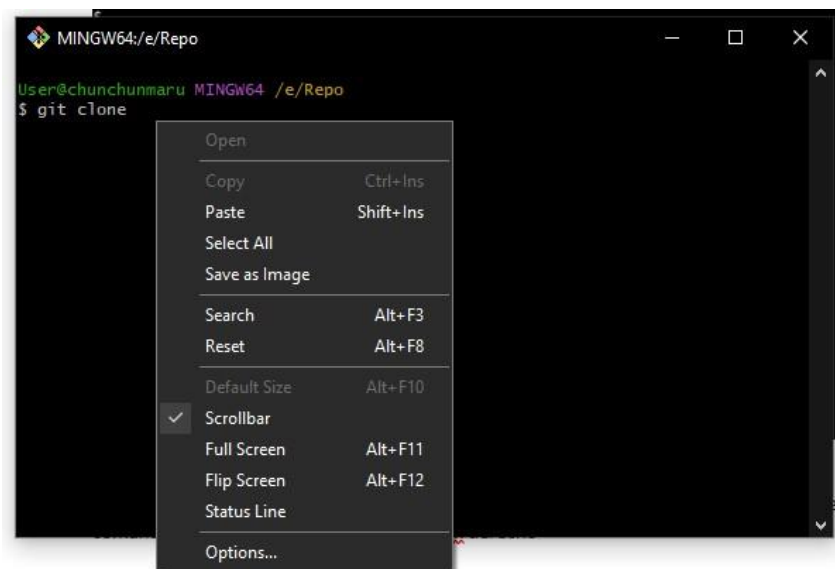 MINGW64:/e/Repo
User@chunchunmaru MINGW64 /e/Repo
$ git clone
Open
Copy Ctrl+Ins
Paste Shift+Ins
Select All
Save as Image
Search Alt+F3
Reset Alt+F8
Default Size Alt+F10
Scrollbar
Full Screen Alt+F11
Flip Screen Alt+F12
Status Line
Options...